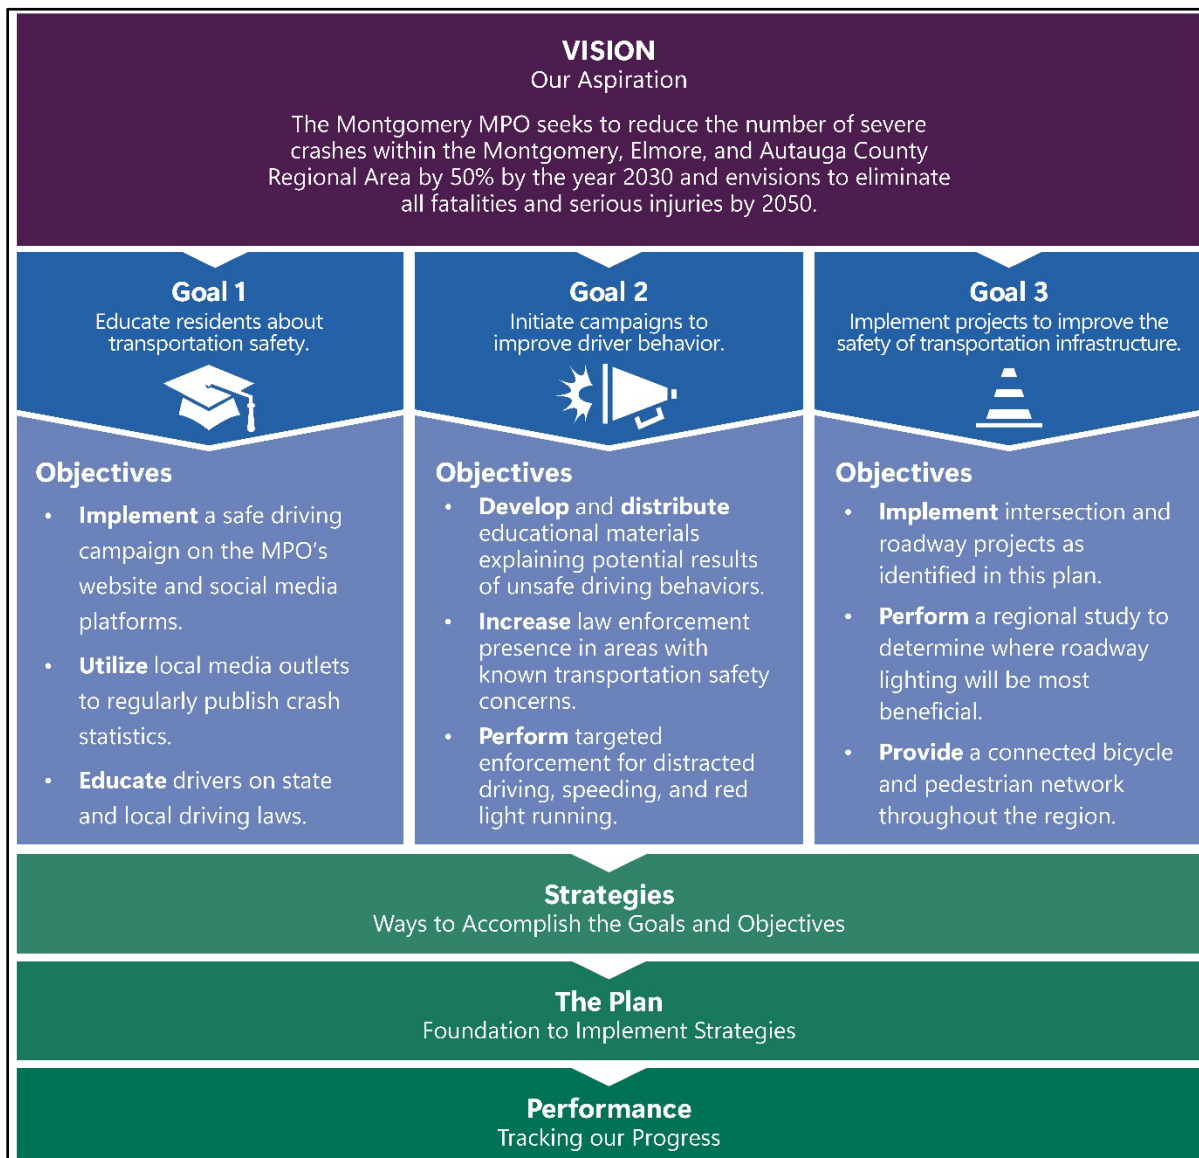 VISION
Our Aspiration
The Montgomery MPO seeks to reduce the number of severe
crashes within the Montgomery, Elmore, and Autauga County
Regional Area by 50% by the year 2030 and envisions to eliminate
all fatalities and serious injuries by 2050.
Goal 1
Educate residents about
transportation safety.
Objectives
• Implement a safe driving
campaign on the MPO's
website and social media
platforms.
• Utilize local media outlets
to regularly publish crash
statistics.
• Educate drivers on state
and local driving laws.
Goal 2
Initiate campaigns to
improve driver behavior.
Objectives
• Develop and distribute
educational materials
explaining potential results
of unsafe driving behaviors.
• Increase law enforcement
presence in areas with
known transportation safety
concerns.
• Perform targeted
enforcement for distracted
driving, speeding, and red
light running.
Goal 3
Implement projects to improve the
safety of transportation infrastructure.
Objectives
• Implement intersection and
roadway projects as
identified in this plan.
• Perform a regional study to
determine where roadway
lighting will be most
beneficial.
• Provide a connected bicycle
and pedestrian network
throughout the region.
Strategies
Ways to Accomplish the Goals and Objectives
The Plan
Foundation to Implement Strategies
Performance
Tracking our Progress